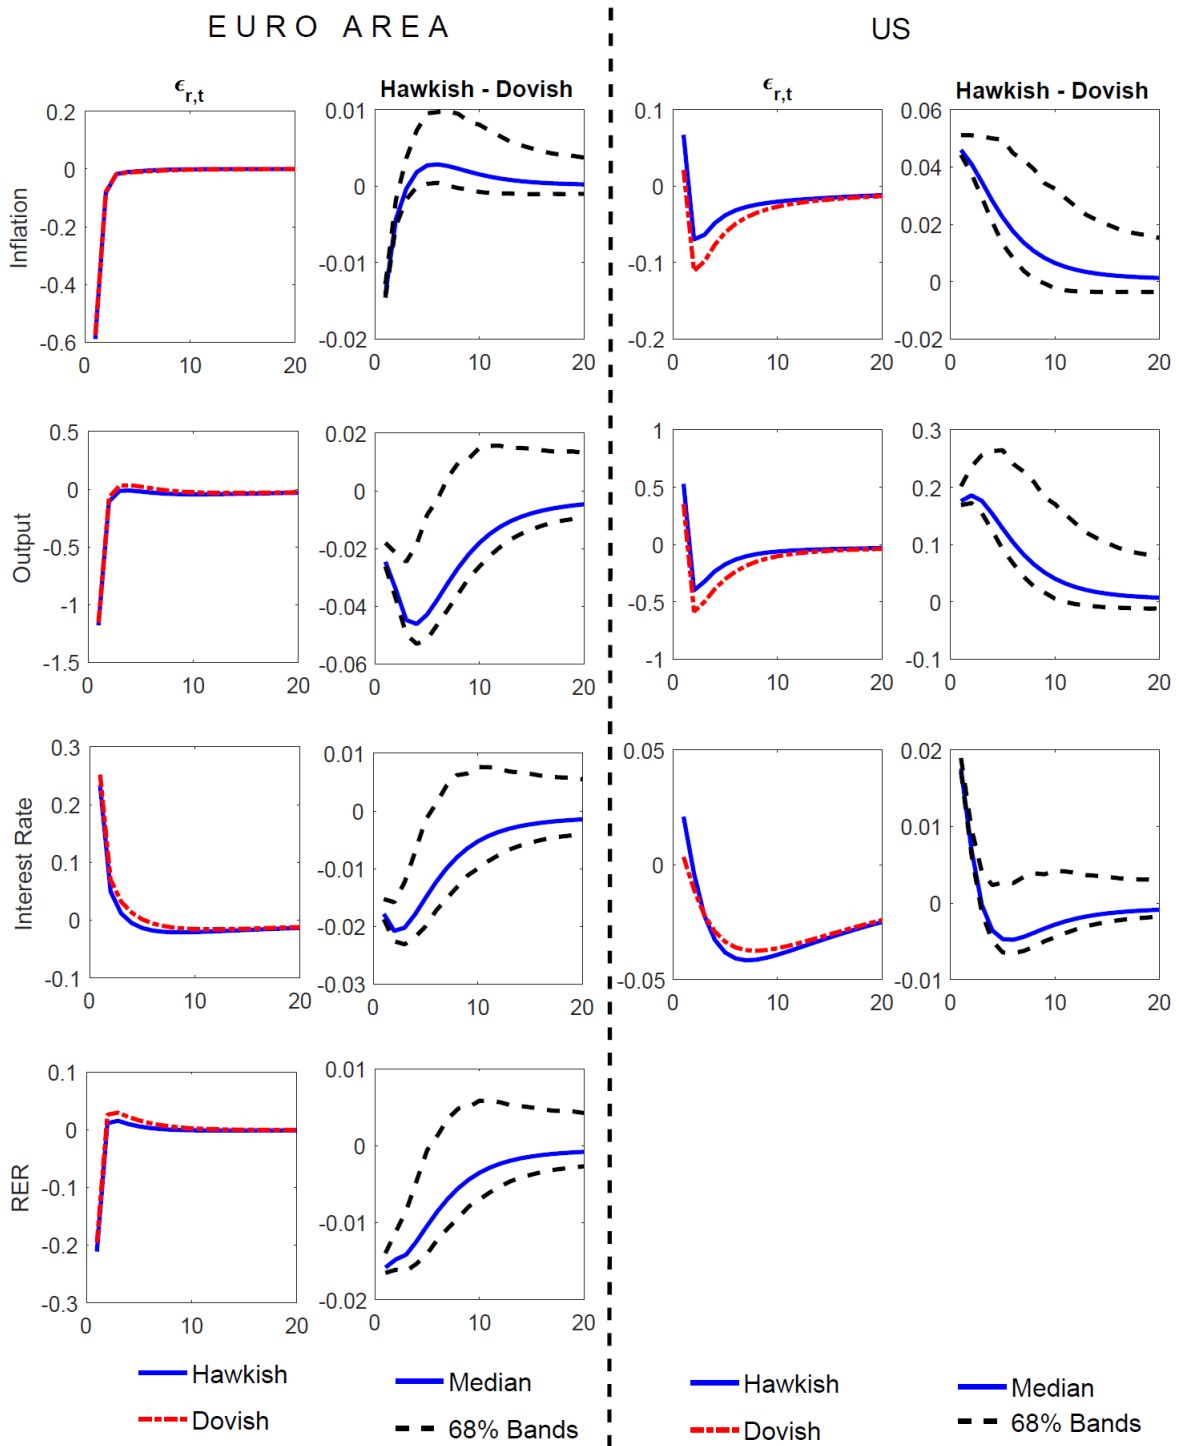 EURO AREA
US
ϵr,t
Hawkish - Dovish
ϵr,t
Hawkish - Dovish
Inflation
0.2
0
-0.2
-0.4
-0.6
0 10 20
0.01
0
-0.01
-0.02
0 10 20
0.1
0
-0.1
-0.2
0 10 20
0.06
0.04
0.02
0
-0.02
0 10 20
Output
0.5
0
-0.5
-1
-1.5
0 10 20
0.02
0
-0.02
-0.04
-0.06
0 10 20
1
0.5
0
-0.5
-1
0 10 20
0.3
0.2
0.1
0
-0.1
0 10 20
Interest Rate
0.3
0.2
0.1
0
-0.1
0 10 20
0.01
0
-0.01
-0.02
-0.03
0 10 20
0.05
0
-0.05
0 10 20
0.02
0.01
0
-0.01
0 10 20
RER
0.1
0
-0.1
-0.2
-0.3
0 10 20
0.01
0
-0.01
-0.02
0 10 20
Hawkish
Dovish
Median
68% Bands
Hawkish
Dovish
Median
68% Bands